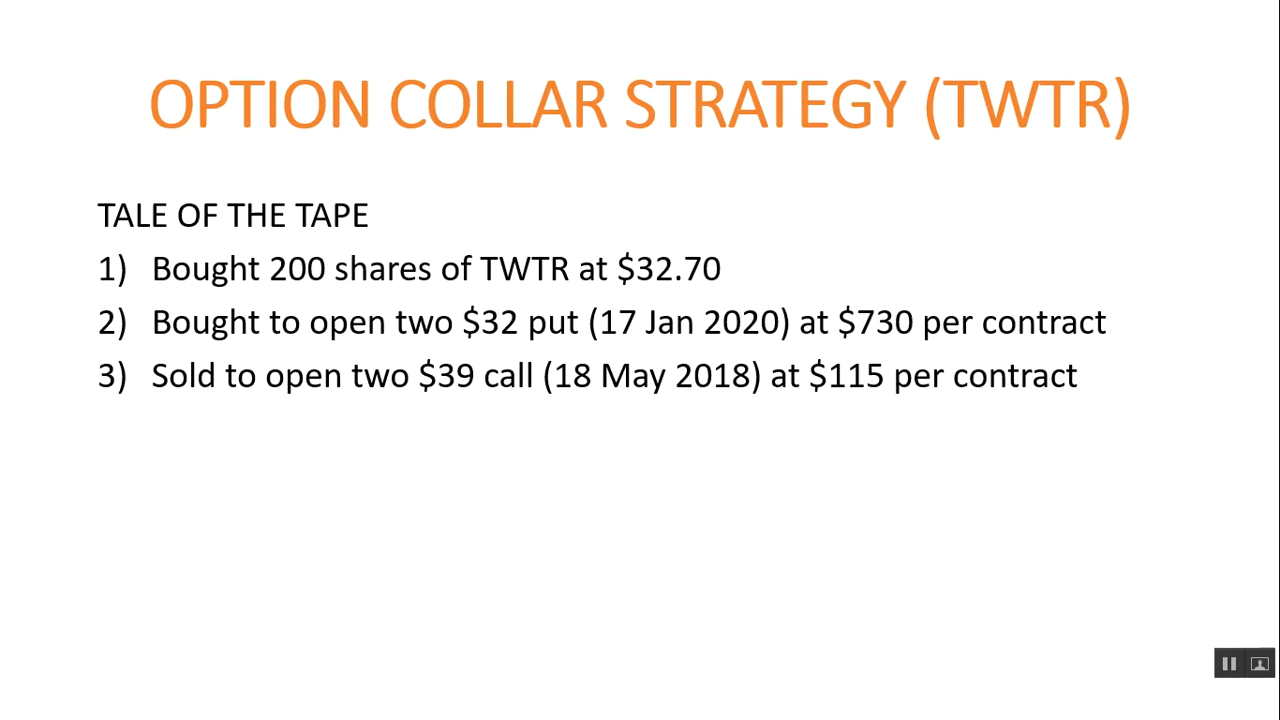 OPTION COLLAR STRATEGY (TWTR)
TALE OF THE TAPE
1) Bought 200 shares of TWTR at $32.70
2) Bought to open two $32 put (17 Jan 2020) at $730 per contract
3) Sold to open two $39 call (18 May 2018) at $115 per contract